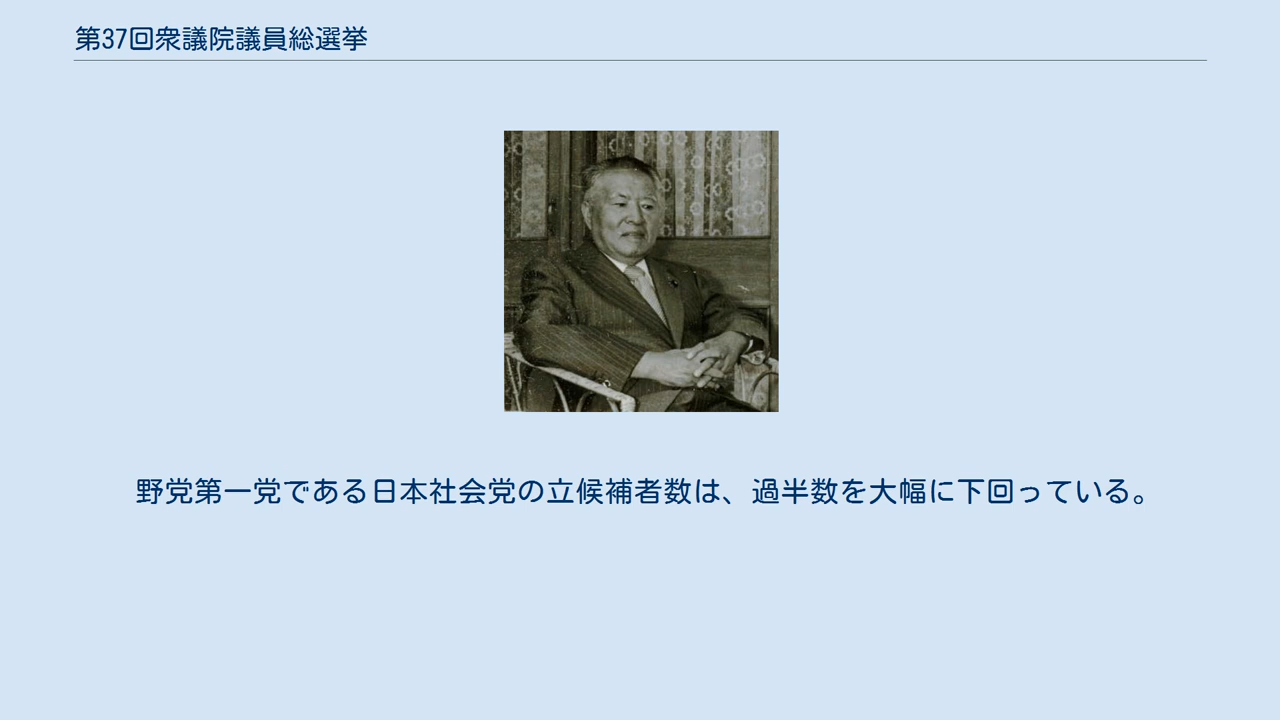 第37回衆議院議員総選挙
野党第一党である日本社会党の立候補者数は、過半数を大幅に下回っている。